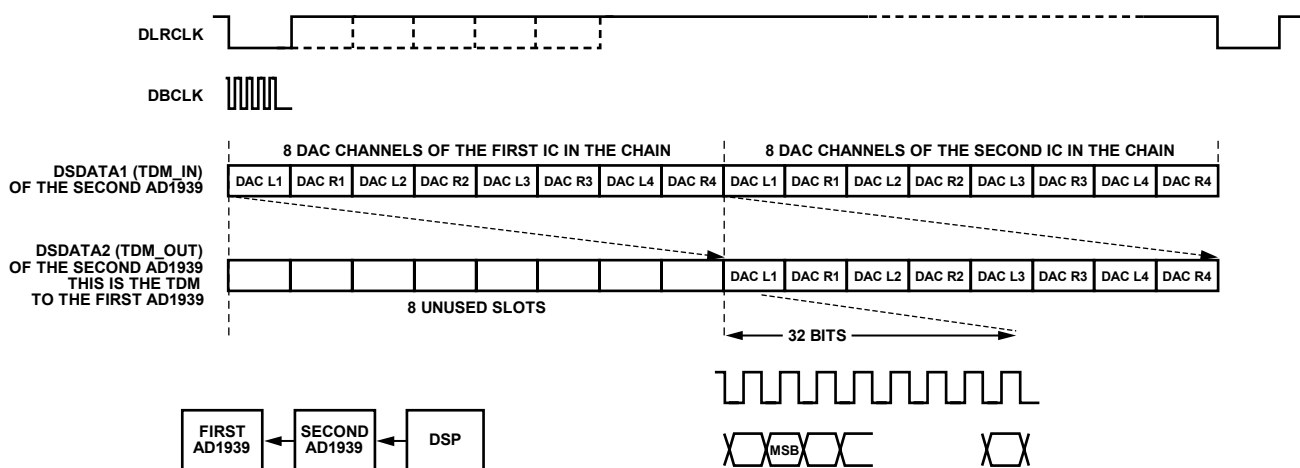 DLRCLK
DBCLK
8 DAC CHANNELS OF THE FIRST IC IN THE CHAIN
8 DAC CHANNELS OF THE SECOND IC IN THE CHAIN
DSDATA1 (TDM_IN)
OF THE SECOND AD1939
DAC L1 DAC R1 DAC L2 DAC R2 DAC L3 DAC R3 DAC L4 DAC R4 DAC L1 DAC R1 DAC L2 DAC R2 DAC L3 DAC R3 DAC L4 DAC R4
DSDATA2 (TDM_OUT)
OF THE SECOND AD1939
THIS IS THE TDM
TO THE FIRST AD1939
DAC L1 DAC R1 DAC L2 DAC R2 DAC L3 DAC R3 DAC L4 DAC R4
8 UNUSED SLOTS
32 BITS
FIRST
AD1939
SECOND
AD1939
DSP
MSB